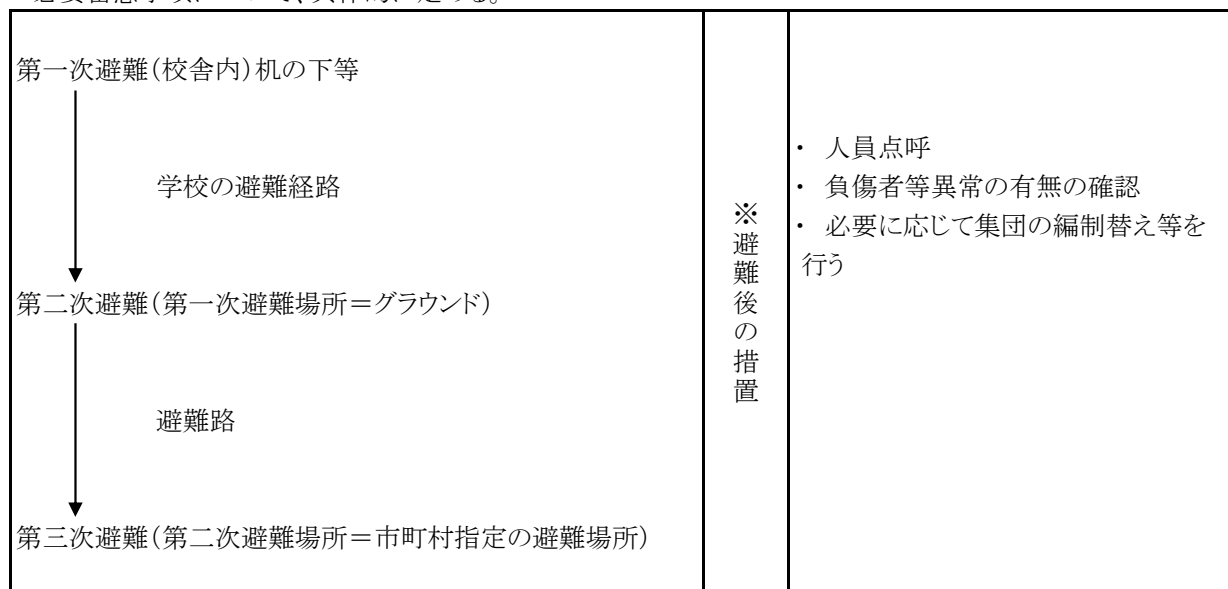 第一次避難(校舎内)机の下等
学校の避難経路
第二次避難(第一次避難場所=グラウンド)
避難路
第三次避難(第二次避難場所=市町村指定の避難場所)
※避難後の措置
・ 人員点呼
・ 負傷者等異常の有無の確認
・ 必要に応じて集団の編制替え等を
行う